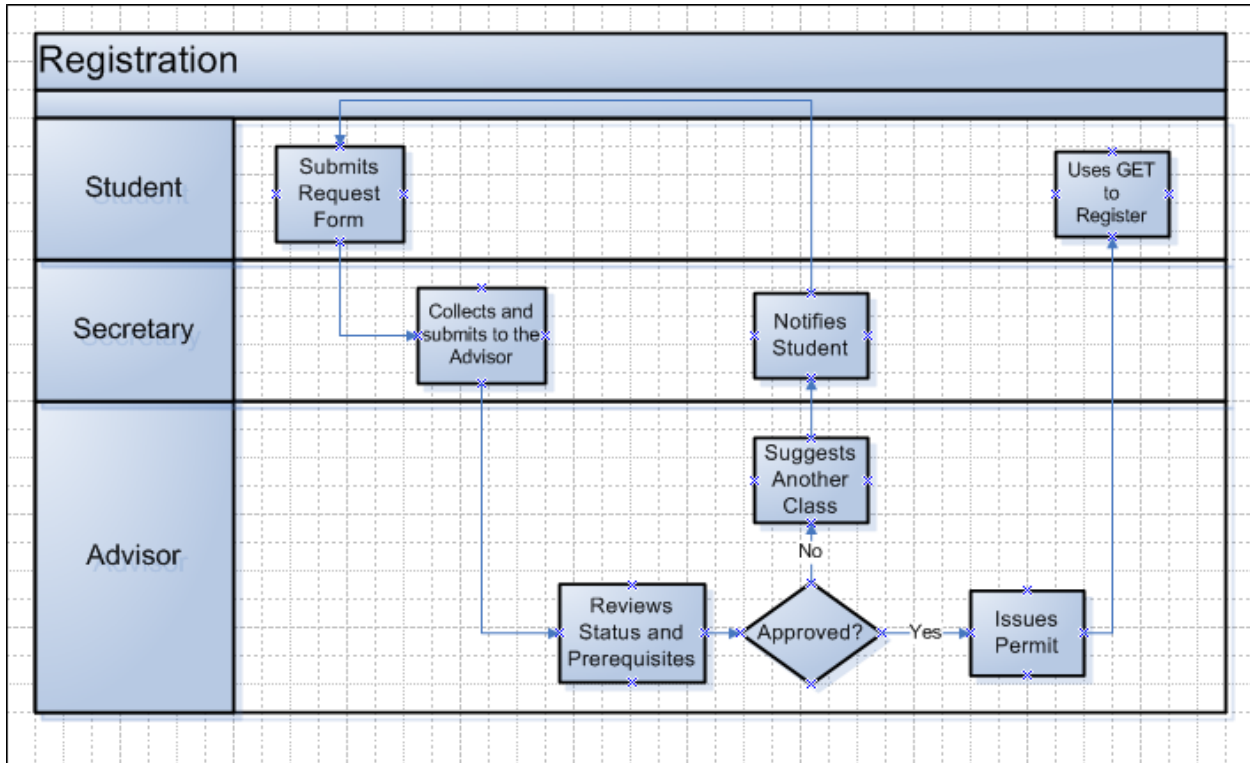 Registration
Student
Submits
Request
Form
Uses GET
to
Register
Secretary
Collects and
submits to the
Advisor
Notifies
Student
Advisor
Suggests
Another
Class
No
Reviews
Status and
Prerequisites
Approved?
Yes
Issues
Permit